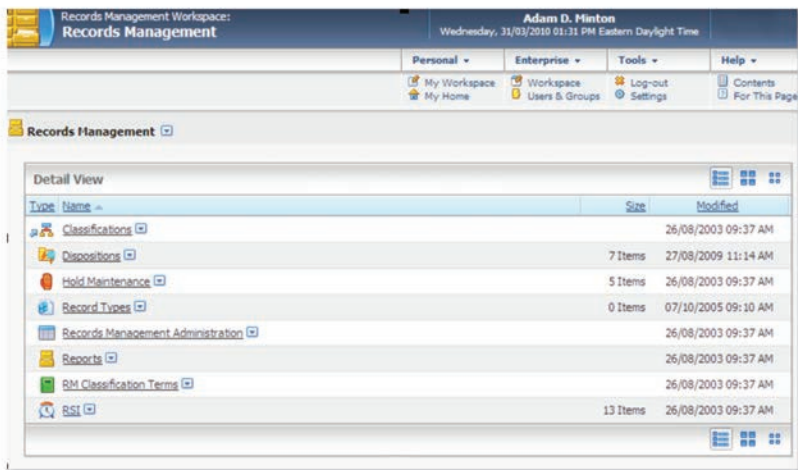 Records Management Workspace:
Records Management
Adam D. Minton
Wednesday, 31/03/2010 01:31 PM Eastern Daylight Time
Personal Enterprise Tools Help
My Workspace Workspace Log-out Contents
My Home Users & Groups Settings For This Page
Records Management
Detail View
Type Name Size Modified
Classifications 26/08/2003 09:37 AM
Dispositions 7 Items 27/08/2009 11:14 AM
Hold Maintenance 5 Items 26/08/2003 09:37 AM
Record Types 0 Items 07/10/2005 09:10 AM
Records Management Administration 26/08/2003 09:37 AM
Reports 26/08/2003 09:37 AM
RM Classification Terms 26/08/2003 09:37 AM
RSI 13 Items 26/08/2003 09:37 AM